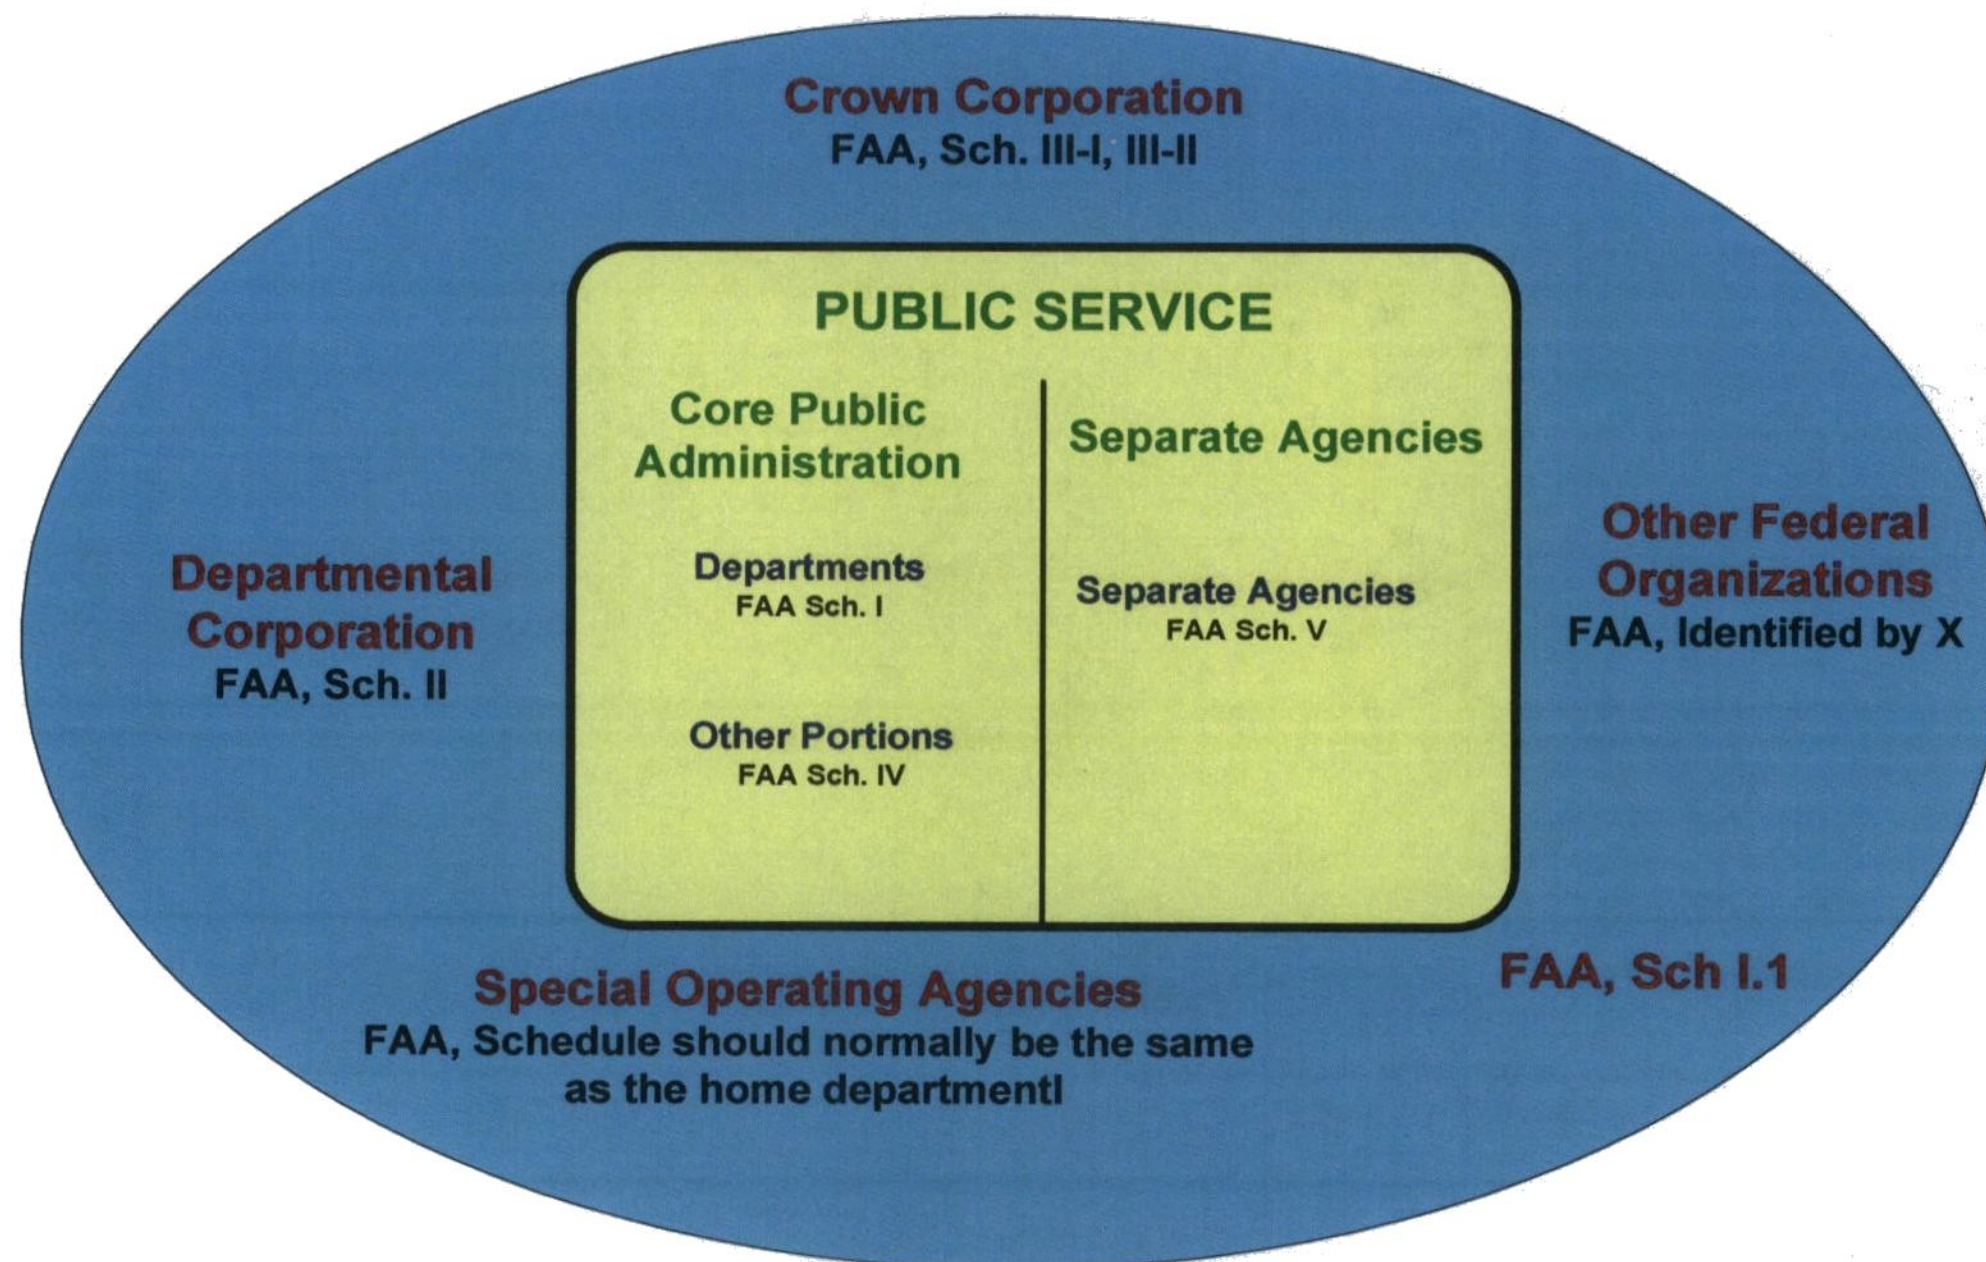 Crown Corporation
FAA, Sch. III-I, III-II
PUBLIC SERVICE
Core Public
Administration
Departments
FAA Sch. I
Other Portions
FAA Sch. IV
Separate Agencies
Separate Agencies
FAA Sch. V
Departmental
Corporation
FAA, Sch. II
Other Federal
Organizations
FAA, Identified by X
FAA, Sch I.1
Special Operating Agencies
FAA, Schedule should normally be the same
as the home departmentl